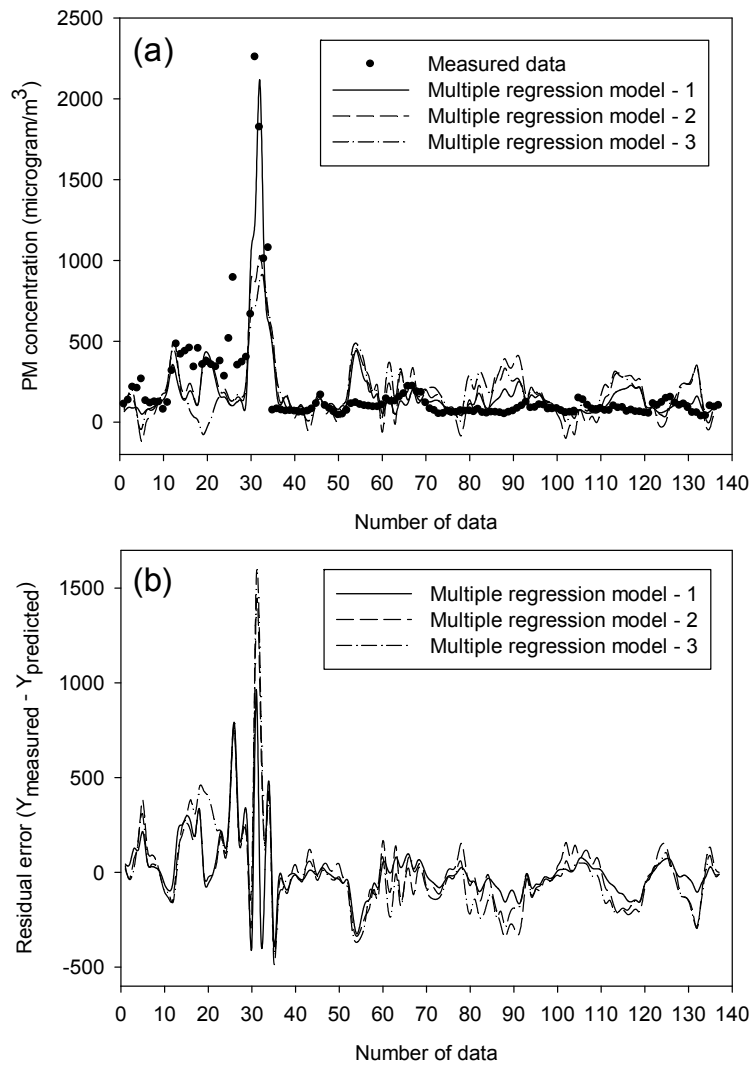 (a)
Measured data
Multiple regression model - 1
Multiple regression model - 2
Multiple regression model - 3
PM concentration (microgram/m³)
2500
2000
1500
1000
500
0
0 10 20 30 40 50 60 70 80 90 100 110 120 130 140
Number of data
(b)
Multiple regression model - 1
Multiple regression model - 2
Multiple regression model - 3
Residual error (Ymeasured - Ypredicted)
1500
1000
500
0
-500
0 10 20 30 40 50 60 70 80 90 100 110 120 130 140
Number of data